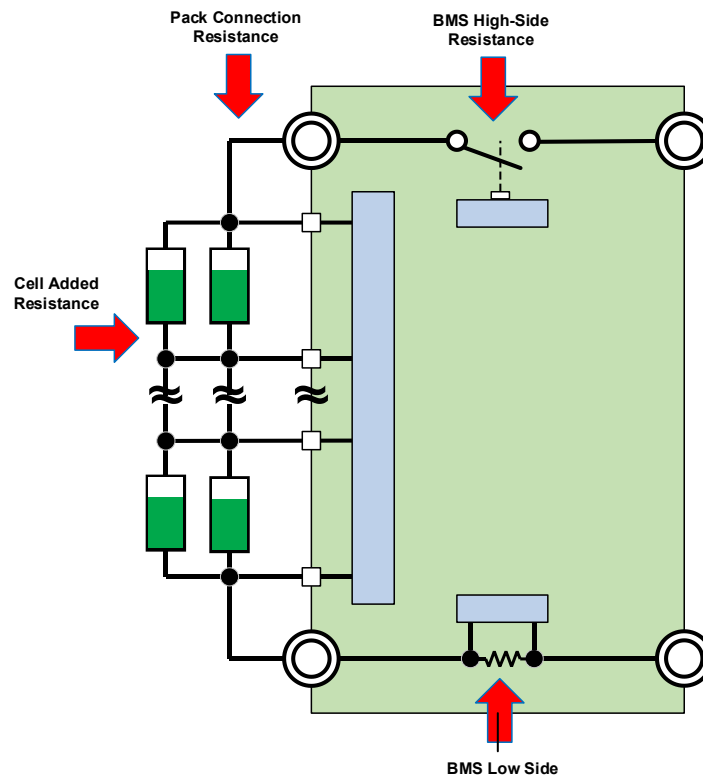 Pack Connection
Resistance
BMS High-Side
Resistance
Cell Added
Resistance
BMS Low Side